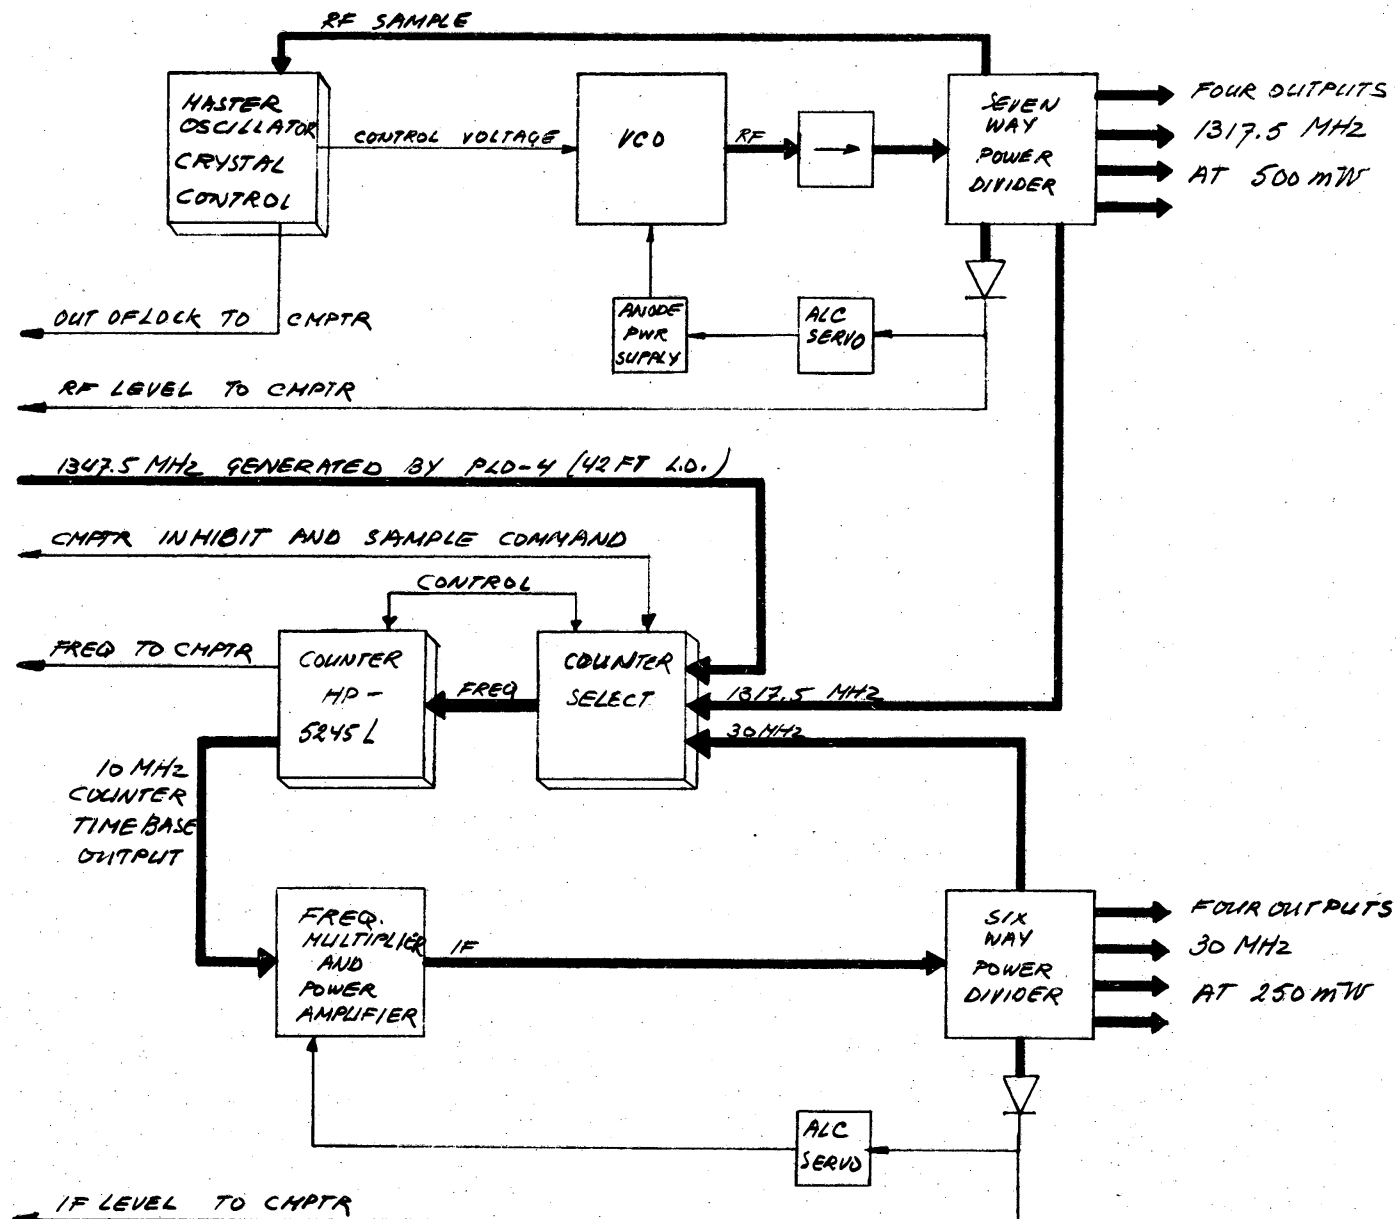 RF SAMPLE
MASTER
OSCILLATOR
CRYSTAL
CONTROL
CONTROL VOLTAGE
VCO
RF
SEVEN
WAY
POWER
DIVIDER
FOUR OUTPUTS
1317.5 MHz
AT 500 mW
OUT OF LOCK TO CMPTR
ANODE
PWR
SUPPLY
ALC
SERVO
RF LEVEL TO CMPTR
1347.5 MHz GENERATED BY PLO-4 (42 FT L.O.)
CMPTR INHIBIT AND SAMPLE COMMAND
CONTROL
FREQ TO CMPTR
COUNTER
HP-
5245L
FREQ
COUNTER
SELECT
1317.5 MHz
30 MHz
10 MHz
COUNTER
TIME BASE
OUTPUT
FREQ.
MULTIPLIER
AND
POWER
AMPLIFIER
IF
SIX
WAY
POWER
DIVIDER
FOUR OUTPUTS
30 MHz
AT 250 mW
ALC
SERVO
IF LEVEL TO CMPTR